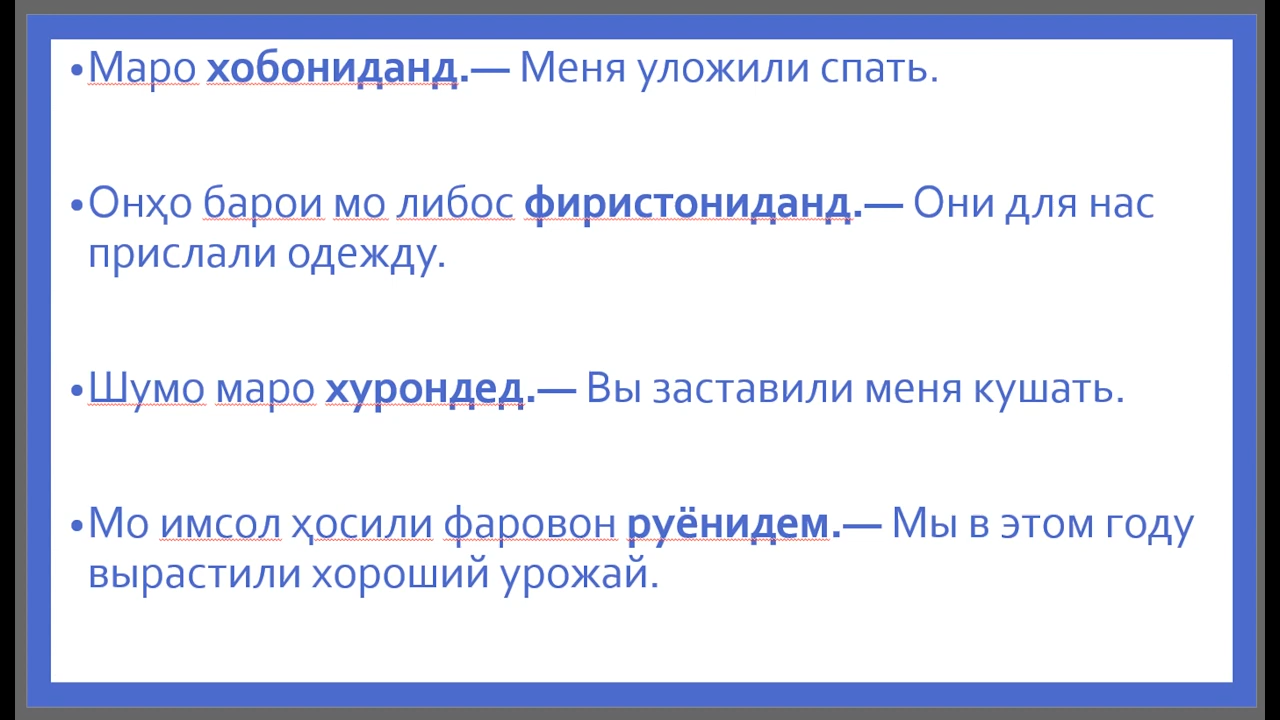 •Маро хобониданд.— Меня уложили спать.
•Онҳо барои мо либос фиристониданд.— Они для нас
прислали одежду.
•Шумо маро хурондед.— Вы заставили меня кушать.
•Мо имсол ҳосили фаровон руёнидем.— Мы в этом году
вырастили хороший урожай.